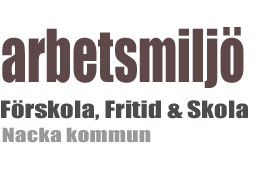 arbetsmiljö
Förskola, Fritid & Skola
Nacka kommun